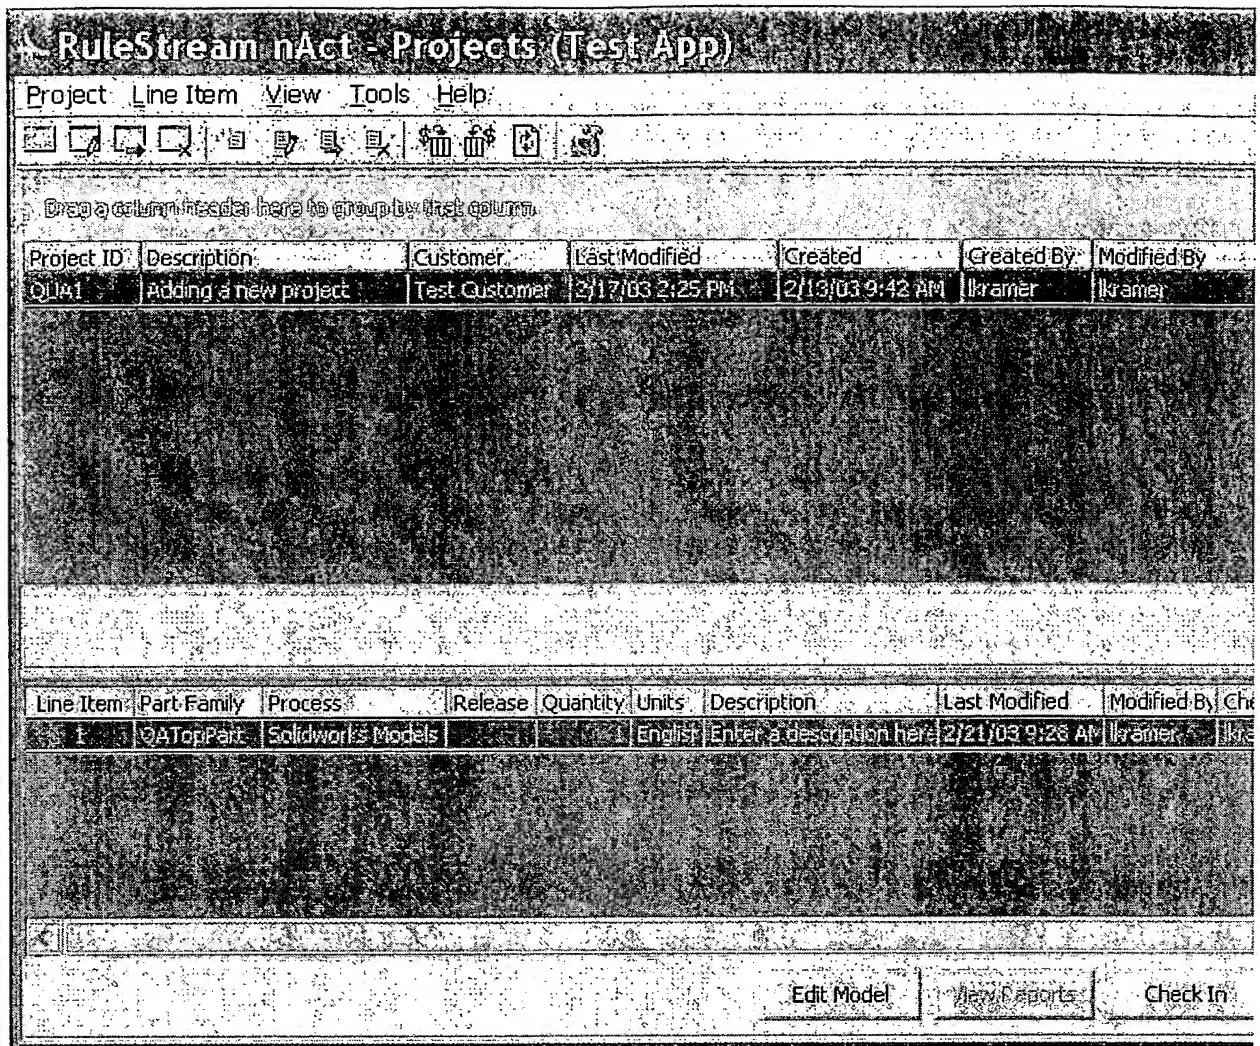 RuleStream nAct - Projects (Test App)
Project Line Item View Tools Help
Drag a column header here to group by that column.
Project ID Description Customer Last Modified Created Created By Modified By
QUA1 Adding a new project Test Customer 2/17/03 2:25 PM 2/13/03 9:42 AM lkramer lkramer
Line Item Part Family Process Release Quantity Units Description Last Modified Modified By Che
1 QATopPart Solidworks Models 1 English Enter a description here 2/21/03 9:28 AM lkramer lkra
Edit Model View Reports Check In